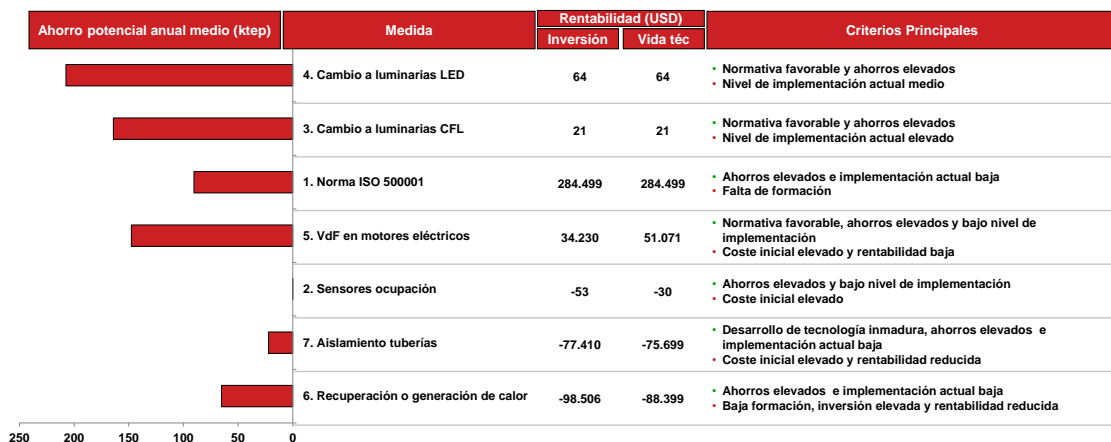 Ahorro potencial anual medio (ktep)
Medida
Rentabilidad (USD)
Inversión
Vida téc
Criterios Principales
4. Cambio a luminarias LED
64
64
• Normativa favorable y ahorros elevados
• Nivel de implementación actual medio
3. Cambio a luminarias CFL
21
21
• Normativa favorable y ahorros elevados
• Nivel de implementación actual elevado
1. Norma ISO 500001
284.499
284.499
• Ahorros elevados e implementación actual baja
• Falta de formación
5. VdF en motores eléctricos
34.230
51.071
• Normativa favorable, ahorros elevados y bajo nivel de
implementación
• Coste inicial elevado y rentabilidad baja
2. Sensores ocupación
-53
-30
• Ahorros elevados y bajo nivel de implementación
• Coste inicial elevado
7. Aislamiento tuberías
-77.410
-75.699
• Desarrollo de tecnología inmadura, ahorros elevados e
implementación actual baja
• Coste inicial elevado y rentabilidad reducida
6. Recuperación o generación de calor
-98.506
-88.399
• Ahorros elevados e implementación actual baja
• Baja formación, inversión elevada y rentabilidad reducida
250 200 150 100 50 0